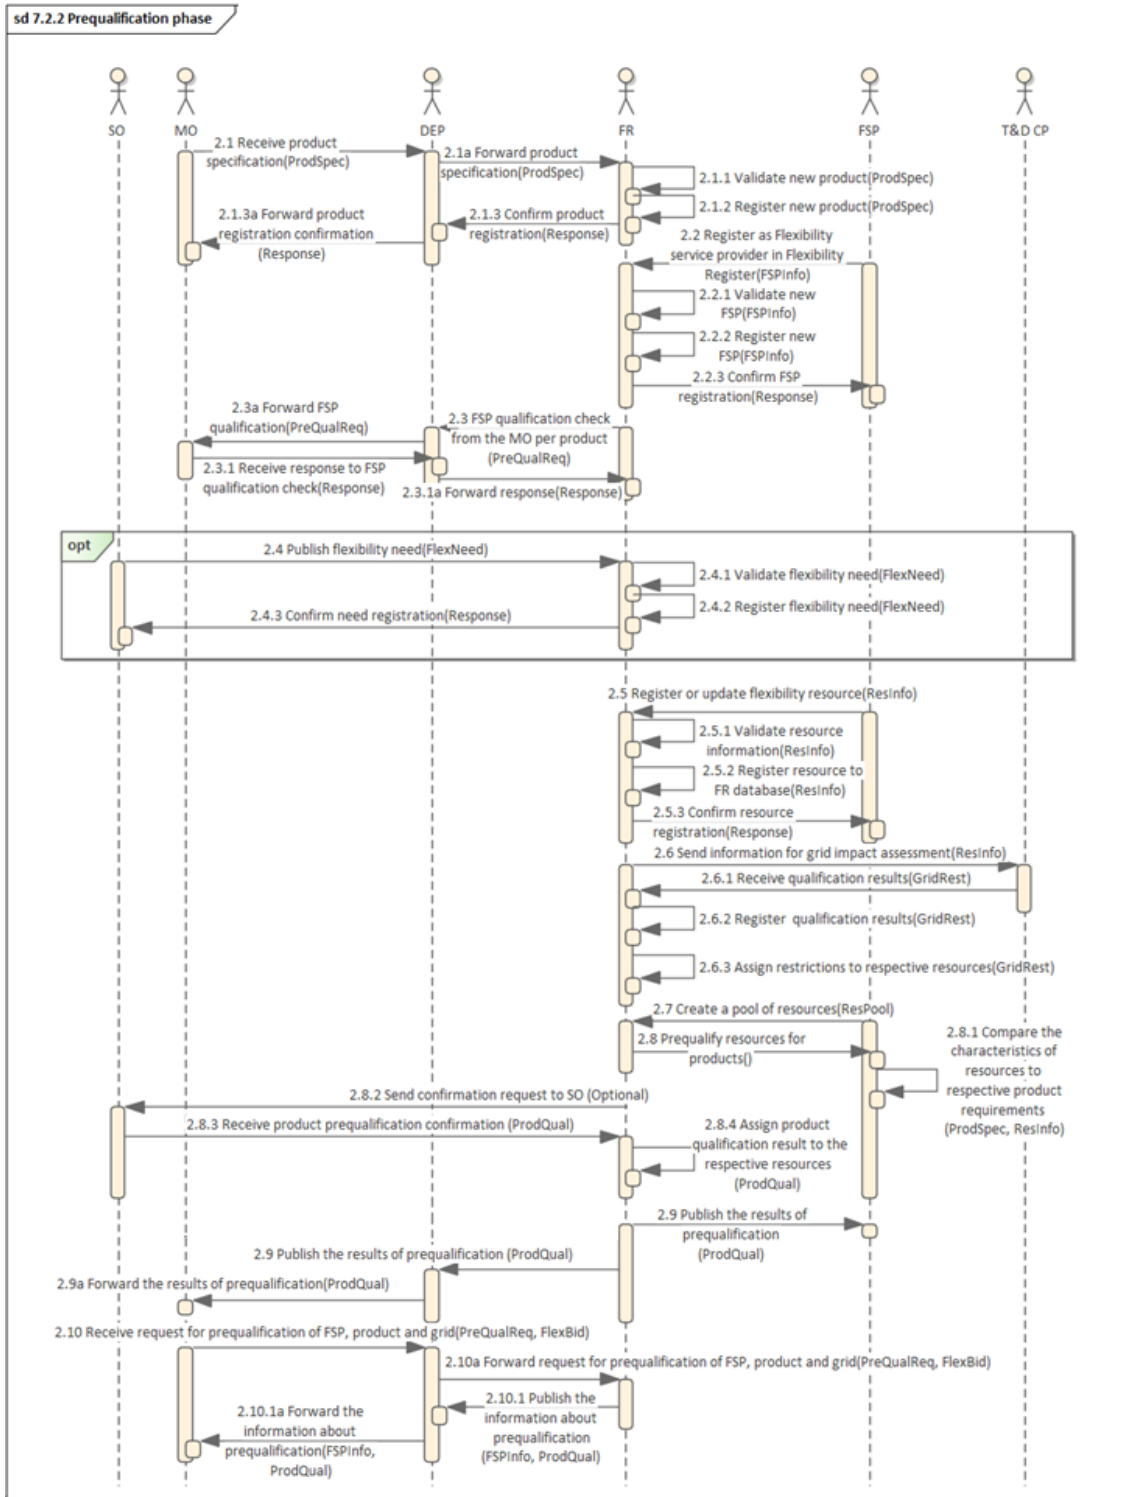 sd 7.2.2 Prequalification phase
SO
MO
DEP
FR
FSP
T&D CP
2.1 Receive product
specification(ProdSpec)
2.1a Forward product
specification(ProdSpec)
2.1.1 Validate new product(ProdSpec)
2.1.2 Register new product(ProdSpec)
2.1.3 Confirm product
registration(Response)
2.1.3a Forward product
registration confirmation
(Response)
2.2 Register as Flexibility
service provider in Flexibility
Register(FSPInfo)
2.2.1 Validate new
FSP(FSPInfo)
2.2.2 Register new
FSP(FSPInfo)
2.2.3 Confirm FSP
registration(Response)
2.3 FSP qualification check
from the MO per product
(PreQualReq)
2.3a Forward FSP
qualification(PreQualReq)
2.3.1 Receive response to FSP
qualification check(Response)
2.3.1a Forward response(Response)
opt
2.4 Publish flexibility need(FlexNeed)
2.4.1 Validate flexibility need(FlexNeed)
2.4.2 Register flexibility need(FlexNeed)
2.4.3 Confirm need registration(Response)
2.5 Register or update flexibility resource(ResInfo)
2.5.1 Validate resource
information(ResInfo)
2.5.2 Register resource to
FR database(ResInfo)
2.5.3 Confirm resource
registration(Response)
2.6 Send information for grid impact assessment(ResInfo)
2.6.1 Receive qualification results(GridRest)
2.6.2 Register  qualification results(GridRest)
2.6.3 Assign restrictions to respective resources(GridRest)
2.7 Create a pool of resources(ResPool)
2.8 Prequalify resources for
products()
2.8.1 Compare the
characteristics of
resources to
respective product
requirements
(ProdSpec, ResInfo)
2.8.2 Send confirmation request to SO (Optional)
2.8.3 Receive product prequalification confirmation (ProdQual)
2.8.4 Assign product
qualification result to the
respective resources
(ProdQual)
2.9 Publish the results of
prequalification
(ProdQual)
2.9 Publish the results of prequalification (ProdQual)
2.9a Forward the results of prequalification(ProdQual)
2.10 Receive request for prequalification of FSP, product and grid(PreQualReq, FlexBid)
2.10a Forward request for prequalification of FSP, product and grid(PreQualReq, FlexBid)
2.10.1 Publish the
information about
prequalification
(FSPInfo, ProdQual)
2.10.1a Forward the
information about
prequalification(FSPInfo,
ProdQual)